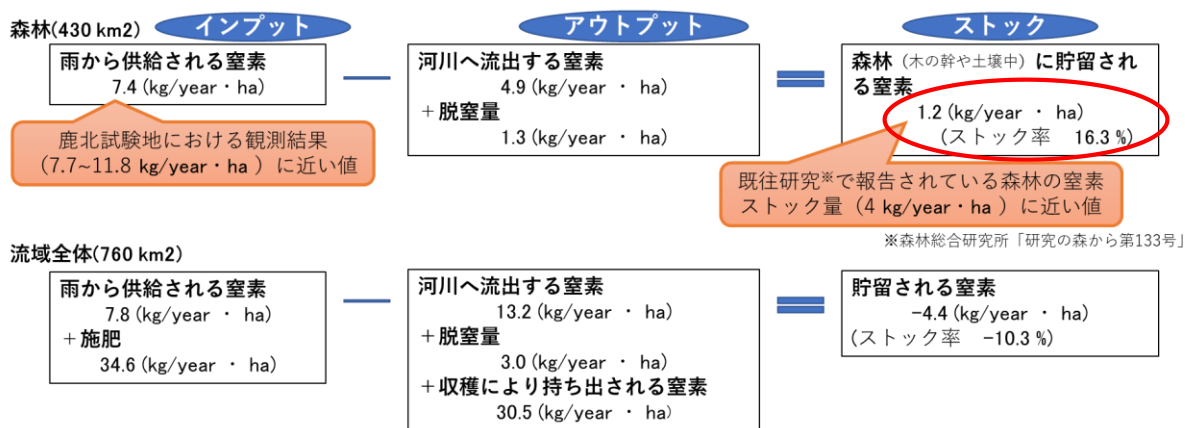 インプット
アウトプット
ストック
森林(430 km2)
雨から供給される窒素
7.4 (kg/year・ha)
河川へ流出する窒素
4.9 (kg/year ・ ha)
＋脱窒量
1.3 (kg/year ・ ha)
森林（木の幹や土壌中）に貯留され
る窒素
1.2 (kg/year ・ ha)
(ストック率 16.3 %)
鹿北試験地における観測結果
（7.7~11.8 kg/year・ha ）に近い値
既往研究※で報告されている森林の窒素
ストック量（4 kg/year・ha ）に近い値
※森林総合研究所「研究の森から第133号」
流域全体(760 km2)
雨から供給される窒素
7.8 (kg/year ・ ha)
＋施肥
34.6 (kg/year ・ ha)
河川へ流出する窒素
13.2 (kg/year ・ ha)
＋脱窒量
3.0 (kg/year ・ ha)
＋収穫により持ち出される窒素
30.5 (kg/year ・ ha)
貯留される窒素
−4.4 (kg/year ・ ha)
(ストック率 −10.3 %)